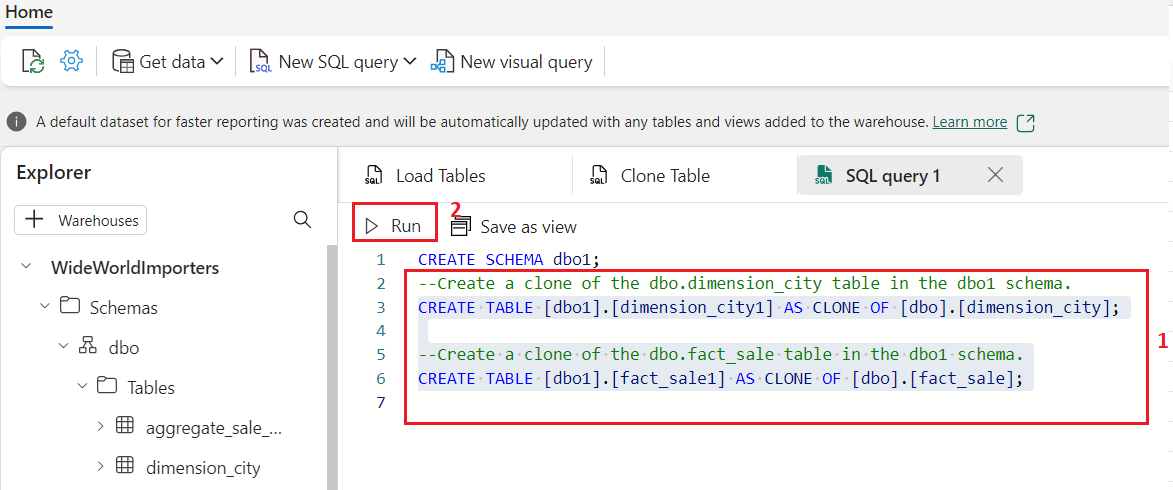 Home
Get data New SQL query New visual query
A default dataset for faster reporting was created and will be automatically updated with any tables and views added to the warehouse. Learn more
Explorer
Warehouses
WideWorldImporters
Schemas
dbo
Tables
aggregate_sale_...
dimension_city
Load Tables Clone Table SQL query 1
Run 2 Save as view
1 CREATE SCHEMA dbo1;
2 --Create a clone of the dbo.dimension_city table in the dbo1 schema.
3 CREATE TABLE [dbo1].[dimension_city1] AS CLONE OF [dbo].[dimension_city];
4
5 --Create a clone of the dbo.fact_sale table in the dbo1 schema.
6 CREATE TABLE [dbo1].[fact_sale1] AS CLONE OF [dbo].[fact_sale];
7
1